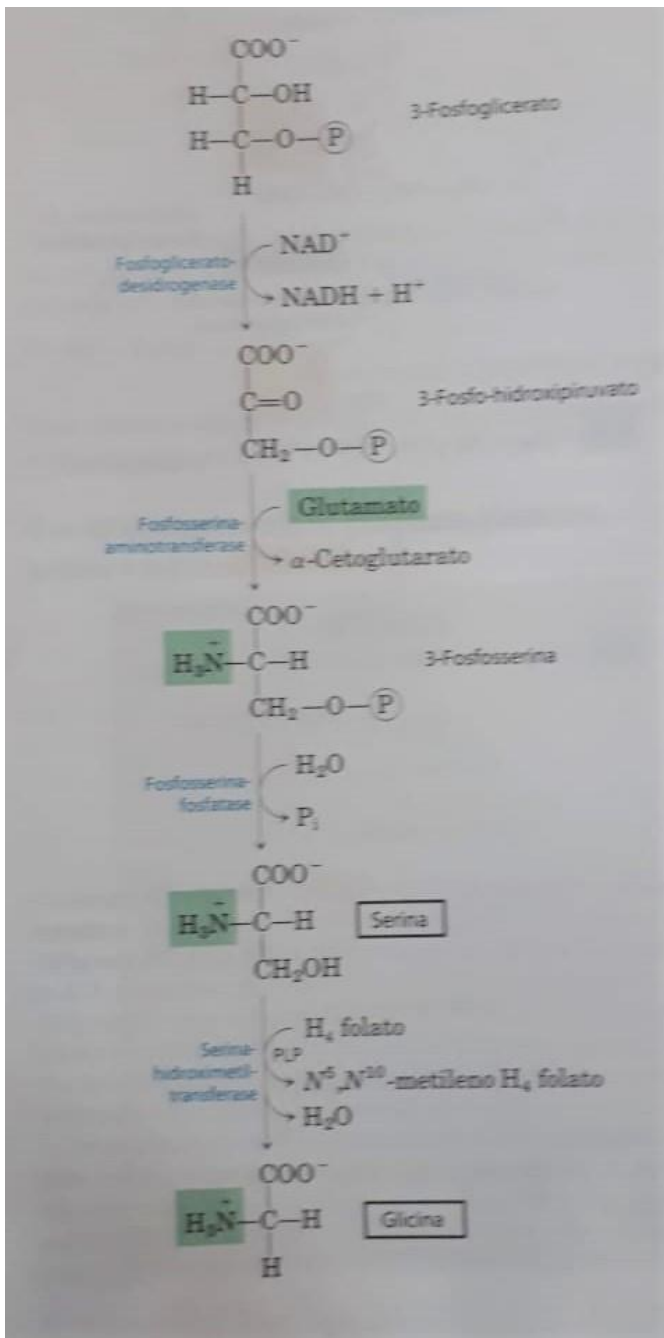 COO⁻
H—C—OH
3-Fosfoglicerato
H—C—O—P
H
NAD⁺
Fosfoglicerato-
desidrogenase
NADH + H⁺
COO⁻
C=O
3-Fosfo-hidroxipiruvato
CH₂—O—P
Glutamato
Fosfosserina-
aminotransferase
α-Cetoglutarato
COO⁻
H₃N—C—H
3-Fosfosserina
CH₂—O—P
H₂O
Fosfosserina-
fosfatase
Pᵢ
COO⁻
H₃N—C—H
Serina
CH₂OH
H₄ folato
Serina-
PLP
hidroximetil-
transferase
N⁵,N¹⁰-metileno H₄ folato
H₂O
COO⁻
H₃N—C—H
Glicina
H